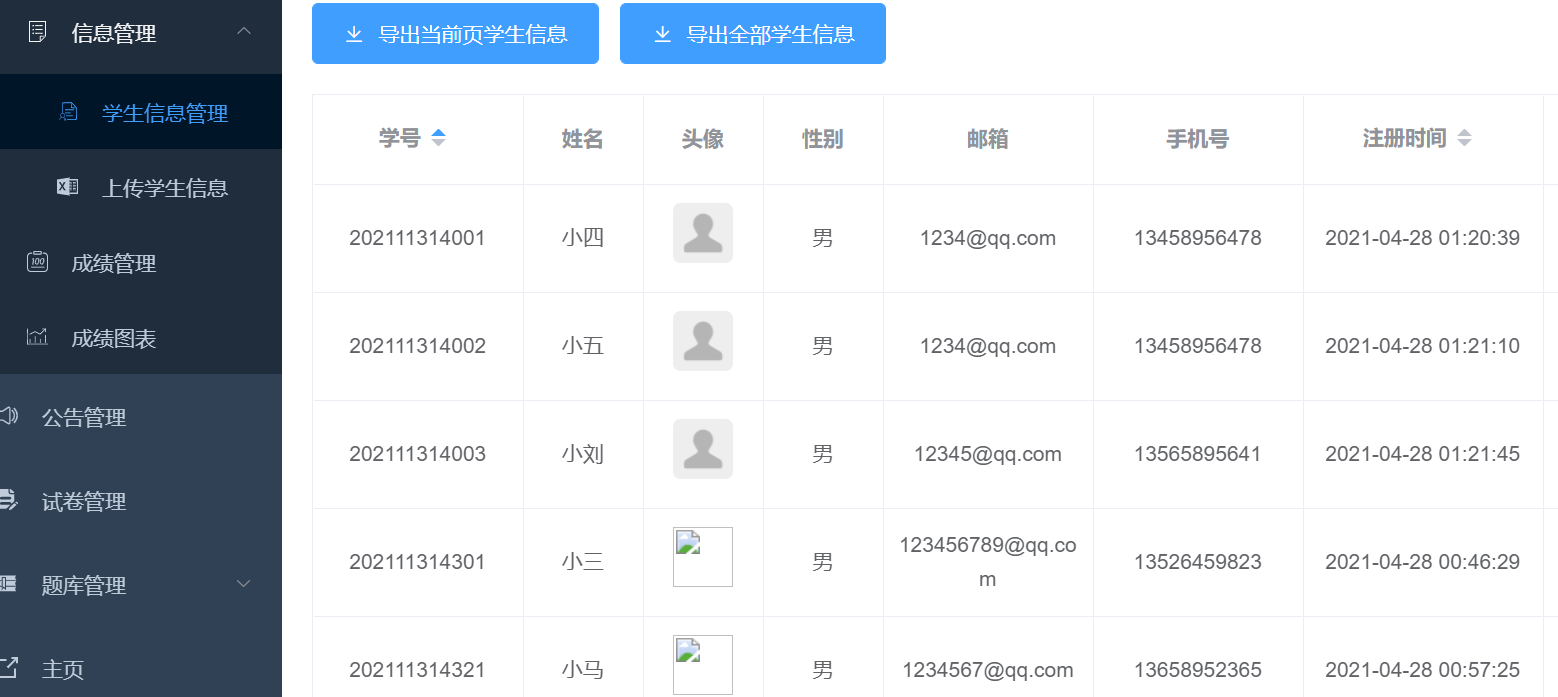 信息管理
学生信息管理
上传学生信息
成绩管理
成绩图表
公告管理
试卷管理
题库管理
主页
导出当前页学生信息 导出全部学生信息
学号 姓名 头像 性别 邮箱 手机号 注册时间
202111314001 小四 男 1234@qq.com 13458956478 2021-04-28 01:20:39
202111314002 小五 男 1234@qq.com 13458956478 2021-04-28 01:21:10
202111314003 小刘 男 12345@qq.com 13565895641 2021-04-28 01:21:45
202111314301 小三 男 123456789@qq.co 13526459823 2021-04-28 00:46:29
m
202111314321 小马 男 1234567@qq.com 13658952365 2021-04-28 00:57:25